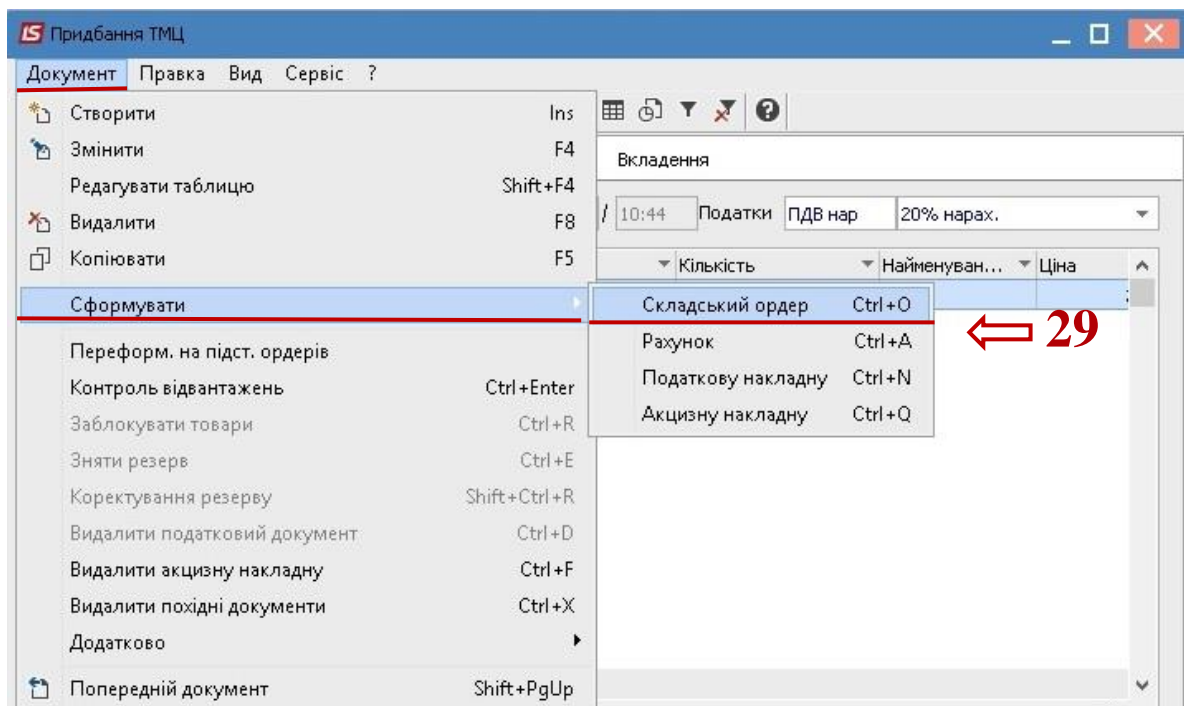 IS Придбання ТМЦ
Документ Правка Вид Сервіс ?
Створити Ins
Змінити F4
Вкладення
Редагувати таблицю Shift+F4
/ 10:44 Податки ПДВ нар 20% нарах.
Видалити F8
Копіювати F5
Кількість Найменуван... Ціна
Сформувати
Складський ордер Ctrl+O
29
Рахунок Ctrl+A
Податкову накладну Ctrl+N
Акцизну накладну Ctrl+Q
Переформ. на підст. ордерів
Контроль відвантажень Ctrl+Enter
Заблокувати товари Ctrl+R
Зняти резерв Ctrl+E
Коректування резерву Shift+Ctrl+R
Видалити податковий документ Ctrl+D
Видалити акцизну накладну Ctrl+F
Видалити похідні документи Ctrl+X
Додатково
Попередній документ Shift+PgUp